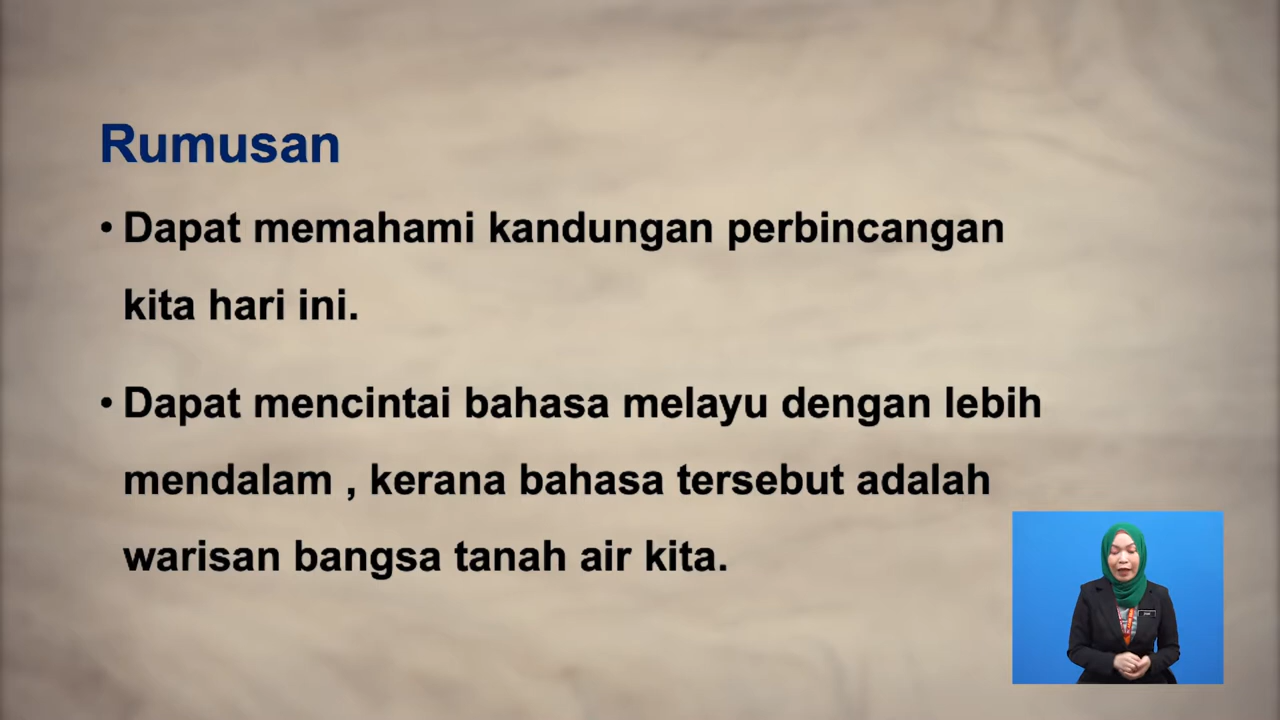 Rumusan
• Dapat memahami kandungan perbincangan
kita hari ini.
• Dapat mencintai bahasa melayu dengan lebih
mendalam , kerana bahasa tersebut adalah
warisan bangsa tanah air kita.